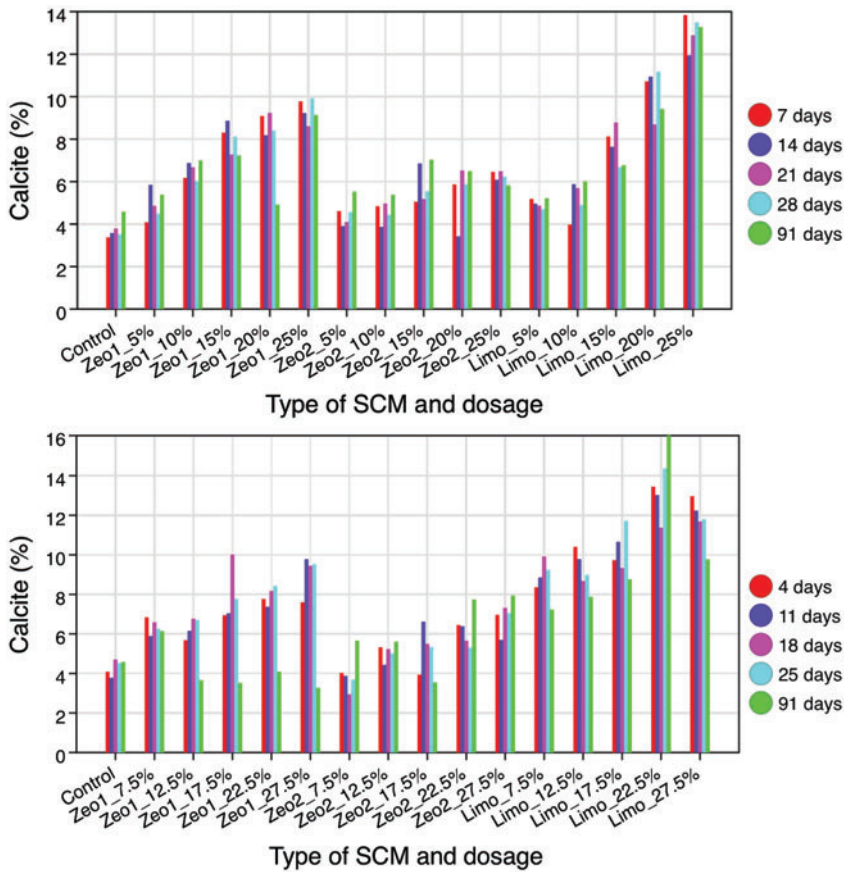 14
12
10
8
6
4
2
0
Calcite (%)
7 days
14 days
21 days
28 days
91 days
Control
Zeo1_5%
Zeo1_10%
Zeo1_15%
Zeo1_20%
Zeo1_25%
Zeo2_5%
Zeo2_10%
Zeo2_15%
Zeo2_20%
Zeo2_25%
Limo_5%
Limo_10%
Limo_15%
Limo_20%
Limo_25%
Type of SCM and dosage
16
14
12
10
8
6
4
2
0
Calcite (%)
4 days
11 days
18 days
25 days
91 days
Control
Zeo1_7.5%
Zeo1_12.5%
Zeo1_17.5%
Zeo1_22.5%
Zeo1_27.5%
Zeo2_7.5%
Zeo2_12.5%
Zeo2_17.5%
Zeo2_22.5%
Zeo2_27.5%
Limo_7.5%
Limo_12.5%
Limo_17.5%
Limo_22.5%
Limo_27.5%
Type of SCM and dosage